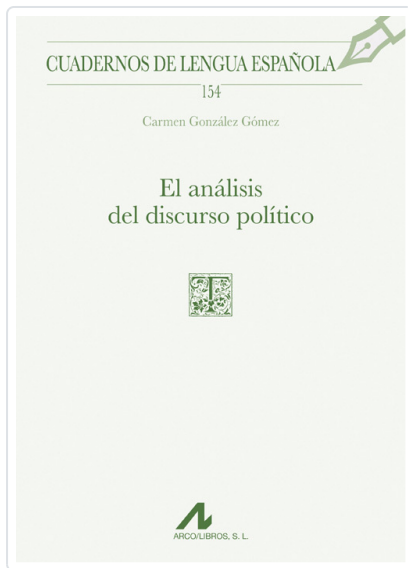 CUADERNOS DE LENGUA ESPAÑOLA
154
Carmen González Gómez
El análisis
del discurso político
T
ARCO/LIBROS, S. L.